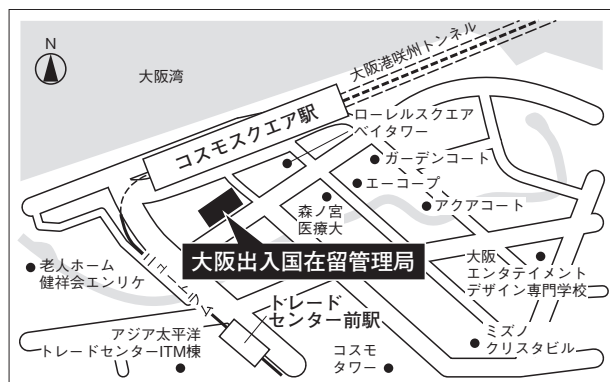 N
大阪湾
大阪港咲州トンネル
コスモスクエア駅
ローレルスクエア
ベイタワー
ガーデンコート
エーコープ
アクアコート
森ノ宮
医療大
大阪出入国在留管理局
老人ホーム
健祥会エンリケ
ニュートラム
大阪
エンタテイメント
デザイン専門学校
トレード
センター前駅
アジア太平洋
トレードセンターITM棟
コスモ
タワー
ミズノ
クリスタビル